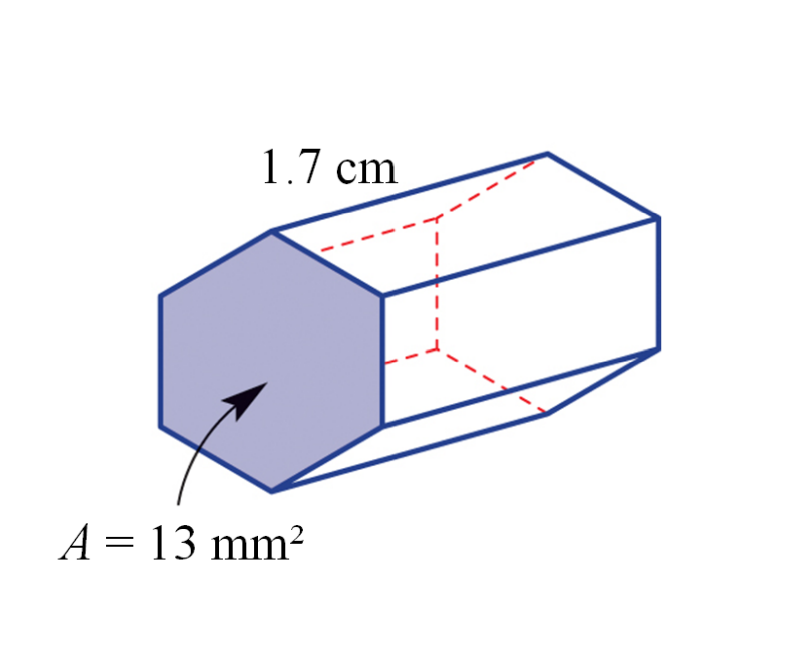 1.7 cm
A = 13 mm²